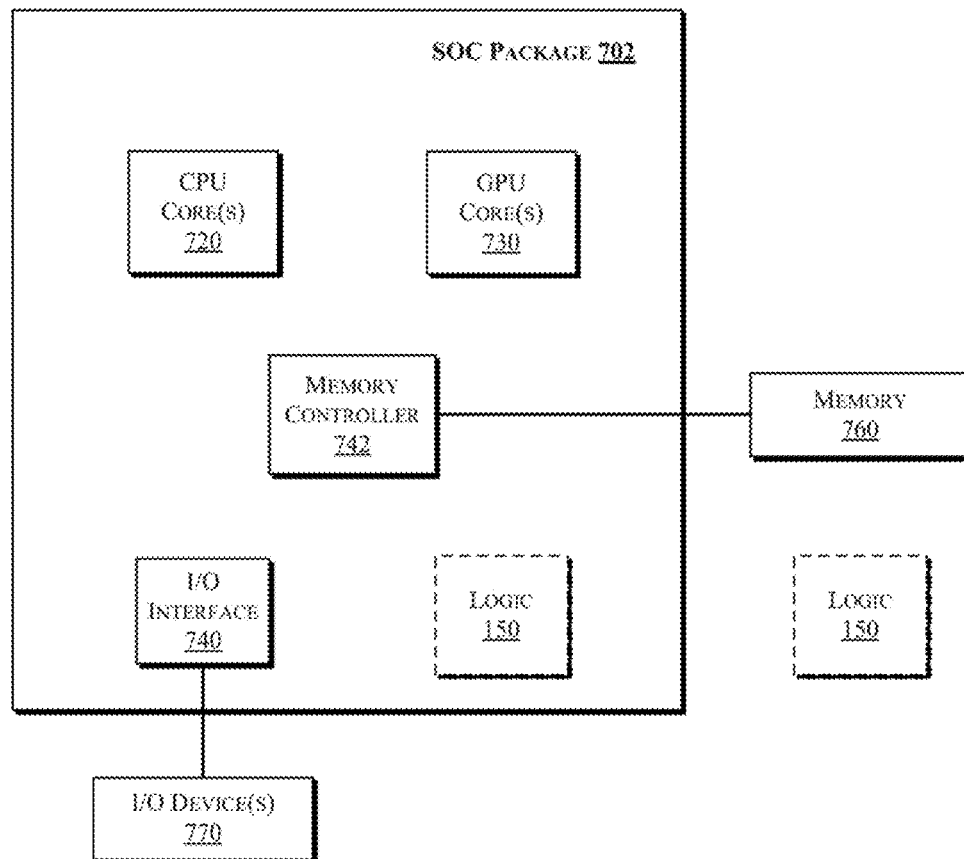 SOC PACKAGE 702
CPU
CORE(S)
720
GPU
CORE(S)
730
MEMORY
CONTROLLER
742
MEMORY
760
I/O
INTERFACE
740
LOGIC
150
LOGIC
150
I/O DEVICE(S)
770